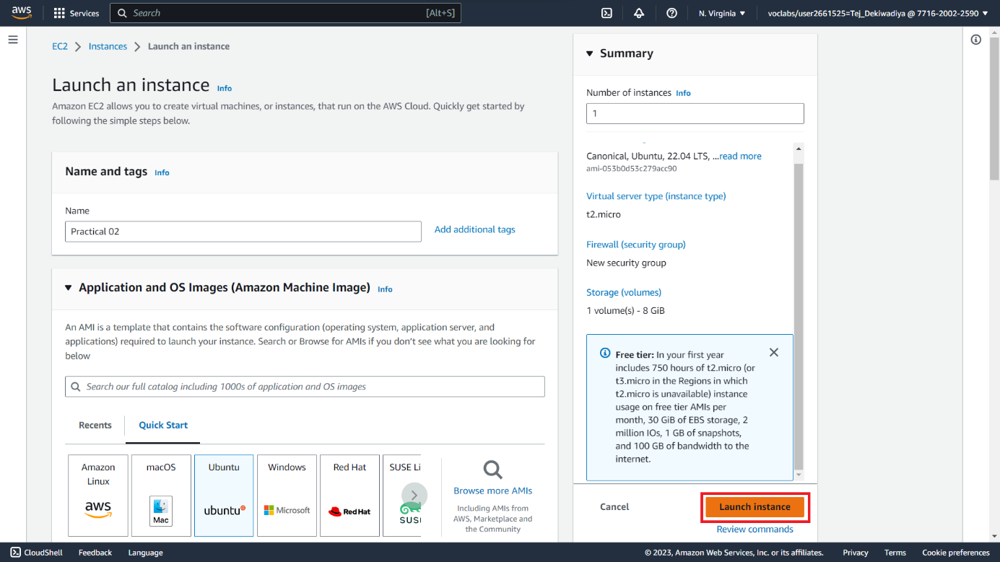 aws
Services
Search
[Alt+S]
N. Virginia
voclabs/user2661525=Tej_Dekiwadiya @ 7716-2002-2590
EC2
Instances
Launch an instance
Launch an instance Info
Amazon EC2 allows you to create virtual machines, or instances, that run on the AWS Cloud. Quickly get started by
following the simple steps below.
Name and tags Info
Name
Practical 02
Add additional tags
Application and OS Images (Amazon Machine Image) Info
An AMI is a template that contains the software configuration (operating system, application server, and
applications) required to launch your instance. Search or Browse for AMIs if you don't see what you are looking for
below
Search our full catalog including 1000s of application and OS images
Recents
Quick Start
Amazon
Linux
aws
macOS
Mac
Ubuntu
ubuntu
Windows
Microsoft
Red Hat
Red Hat
SUSE Li
SUS
Browse more AMIs
Including AMIs from
AWS, Marketplace and
the Community
Summary
Number of instances Info
1
Canonical, Ubuntu, 22.04 LTS, ...read more
ami-053b0d53c279acc90
Virtual server type (instance type)
t2.micro
Firewall (security group)
New security group
Storage (volumes)
1 volume(s) - 8 GiB
Free tier: In your first year
includes 750 hours of t2.micro (or
t3.micro in the Regions in which
t2.micro is unavailable) instance
usage on free tier AMIs per
month, 30 GiB of EBS storage, 2
million IOs, 1 GB of snapshots,
and 100 GB of bandwidth to the
internet.
Cancel
Launch instance
Review commands
CloudShell
Feedback
Language
© 2023, Amazon Web Services, Inc. or its affiliates.
Privacy
Terms
Cookie preferences